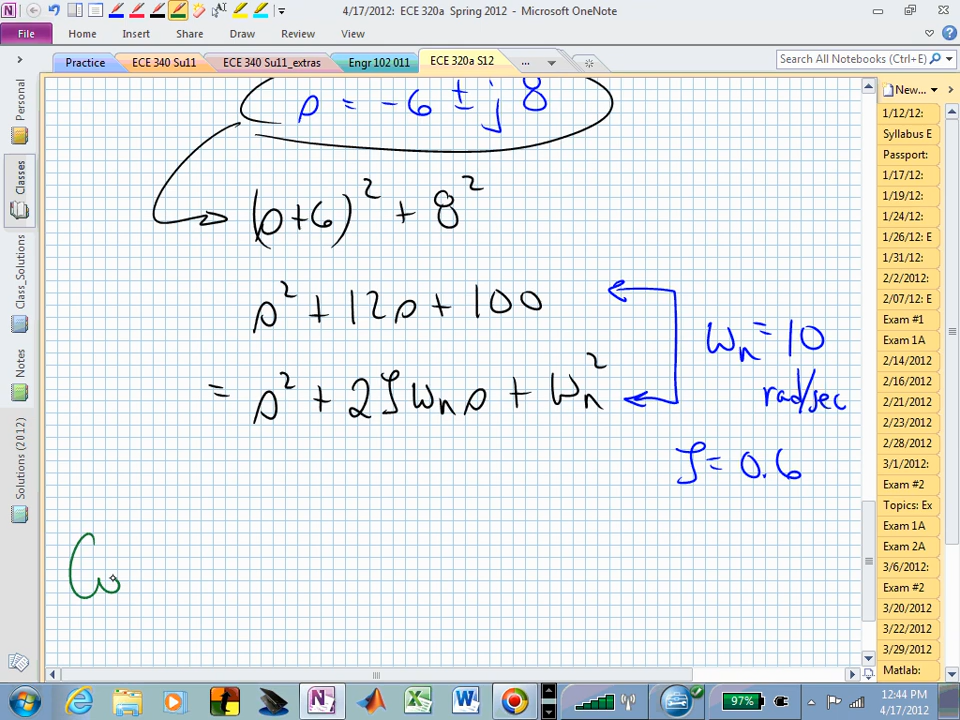 4/17/2012: ECE 320a Spring 2012 - Microsoft OneNote
File Home Insert Share Draw Review View
Practice ECE 340 Su11 ECE 340 Su11_extras Engr 102 011 ECE 320a S12 ...
Search All Notebooks (Ctrl+E)
Personal
Classes
Class_Solutions
Notes
Solutions (2012)
s = -6 ± j 8
(s+6)² + 8²
s² + 12s + 100
= s² + 2ζωₙs + ωₙ²
ωₙ = 10
rad/sec
ζ = 0.6
Co
New...
1/12/12:
Syllabus E
Passport:
1/17/12:
1/19/12:
1/24/12:
1/26/12: E
1/31/12:
2/2/2012:
2/07/12: E
Exam #1
Exam 1A
2/14/2012
2/16/2012
2/21/2012
2/23/2012
2/28/2012
3/1/2012:
Exam #2
Topics: Ex
Exam 1A
Exam 2A
3/6/2012:
Exam #2
3/20/2012
3/22/2012
3/29/2012
Matlab:
97%
12:44 PM
4/17/2012